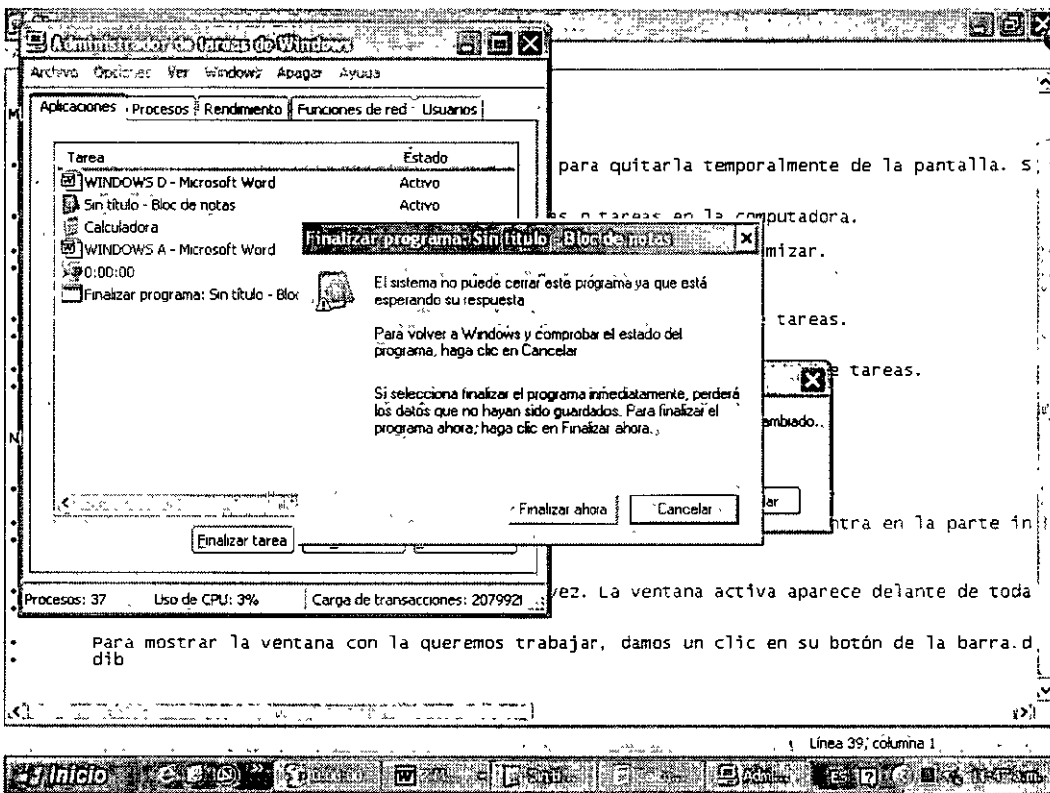 Administrador de tareas de Windows
Archivo Opciones Ver Windows Apagar Ayuda
Aplicaciones Procesos Rendimiento Funciones de red Usuarios
Tarea Estado
WINDOWS D - Microsoft Word Activo
Sin título - Bloc de notas Activo
Calculadora
WINDOWS A - Microsoft Word
0:00:00
Finalizar programa: Sin título - Bloc
Finalizar tarea
Procesos: 37 Uso de CPU: 3% Carga de transacciones: 2079921
Finalizar programa: Sin título - Bloc de notas
El sistema no puede cerrar este programa ya que está
esperando su respuesta
Para volver a Windows y comprobar el estado del
programa, haga clic en Cancelar
Si selecciona finalizar el programa inmediatamente, perderá
los datos que no hayan sido guardados. Para finalizar el
programa ahora, haga clic en Finalizar ahora.
Finalizar ahora Cancelar
M
para quitarla temporalmente de la pantalla. S
es o tareas en la computadora.
mizar.
tareas.
e tareas.
ambiado..
N
ar
ntra en la parte in
vez. La ventana activa aparece delante de toda
Para mostrar la ventana con la queremos trabajar, damos un clic en su botón de la barra d
dib
Línea 39, columna 1
Inicio 0:00:00 Adm... ES